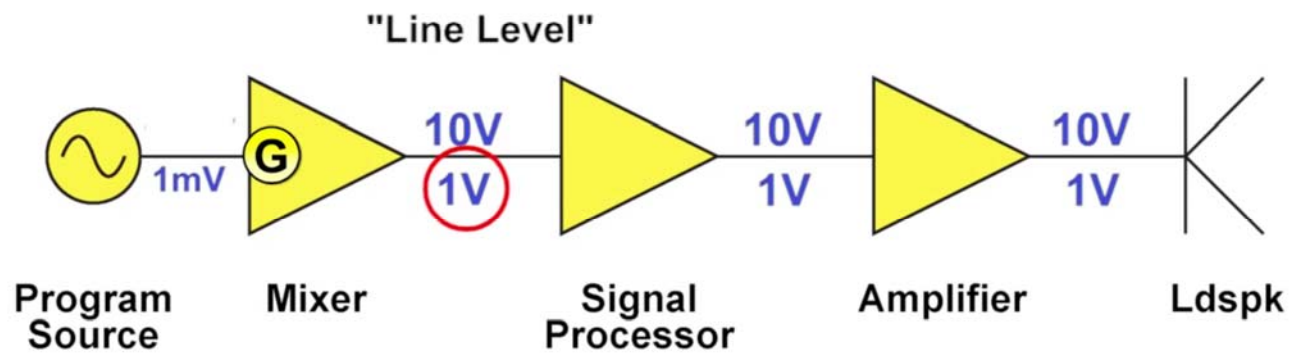 "Line Level"
10V 10V 10V
G
1mV 1V 1V 1V
Program Source
Mixer
Signal Processor
Amplifier
Ldspk